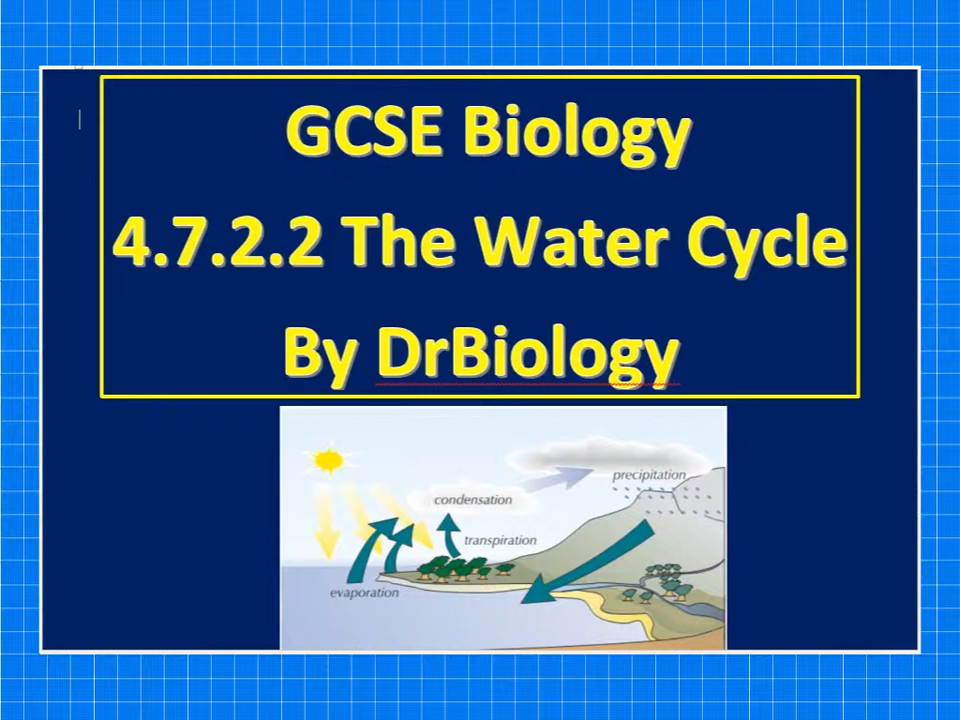 GCSE Biology
4.7.2.2 The Water Cycle
By DrBiology
precipitation
condensation
transpiration
evaporation